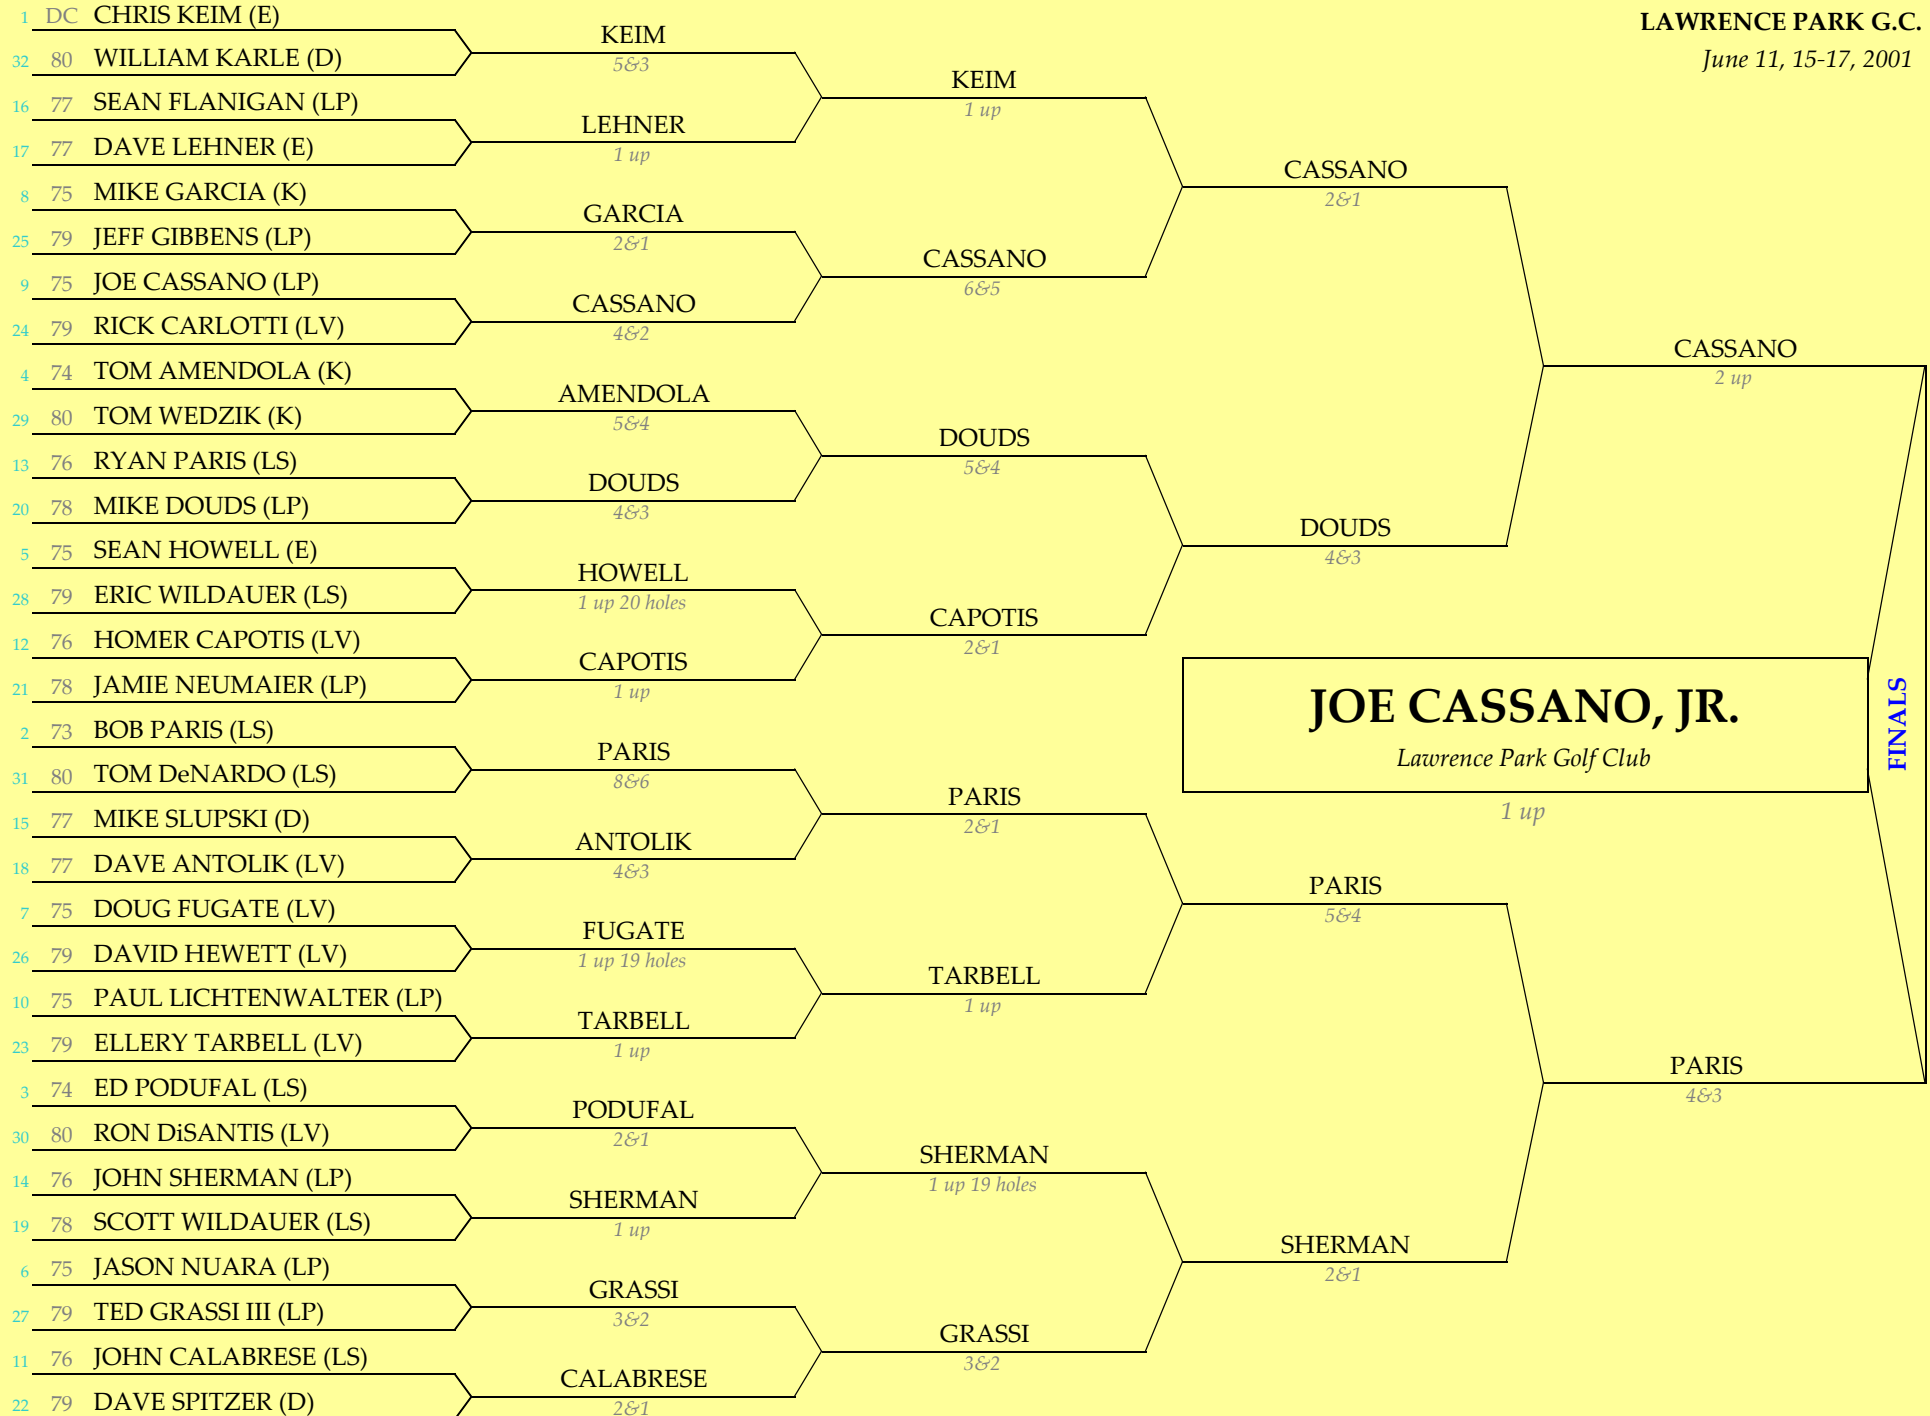 LAWRENCE PARK G.C.
June 11, 15-17, 2001
1 DC CHRIS KEIM (E)
32 80 WILLIAM KARLE (D)
16 77 SEAN FLANIGAN (LP)
17 77 DAVE LEHNER (E)
8 75 MIKE GARCIA (K)
25 79 JEFF GIBBENS (LP)
9 75 JOE CASSANO (LP)
24 79 RICK CARLOTTI (LV)
4 74 TOM AMENDOLA (K)
29 80 TOM WEDZIK (K)
13 76 RYAN PARIS (LS)
20 78 MIKE DOUDS (LP)
5 75 SEAN HOWELL (E)
28 79 ERIC WILDAUER (LS)
12 76 HOMER CAPOTIS (LV)
21 78 JAMIE NEUMAIER (LP)
2 73 BOB PARIS (LS)
31 80 TOM DeNARDO (LS)
15 77 MIKE SLUPSKI (D)
18 77 DAVE ANTOLIK (LV)
7 75 DOUG FUGATE (LV)
26 79 DAVID HEWETT (LV)
10 75 PAUL LICHTENWALTER (LP)
23 79 ELLERY TARBELL (LV)
3 74 ED PODUFAL (LS)
30 80 RON DiSANTIS (LV)
14 76 JOHN SHERMAN (LP)
19 78 SCOTT WILDAUER (LS)
6 75 JASON NUARA (LP)
27 79 TED GRASSI III (LP)
11 76 JOHN CALABRESE (LS)
22 79 DAVE SPITZER (D)
KEIM
5&3
LEHNER
1 up
GARCIA
2&1
CASSANO
4&2
AMENDOLA
5&4
DOUDS
4&3
HOWELL
1 up 20 holes
CAPOTIS
1 up
PARIS
8&6
ANTOLIK
4&3
FUGATE
1 up 19 holes
TARBELL
1 up
PODUFAL
2&1
SHERMAN
1 up
GRASSI
3&2
CALABRESE
2&1
KEIM
1 up
CASSANO
6&5
DOUDS
5&4
CAPOTIS
2&1
PARIS
2&1
TARBELL
1 up
SHERMAN
1 up 19 holes
GRASSI
3&2
CASSANO
2&1
DOUDS
4&3
PARIS
5&4
SHERMAN
2&1
CASSANO
2 up
PARIS
4&3
JOE CASSANO, JR.
Lawrence Park Golf Club
1 up
FINALS